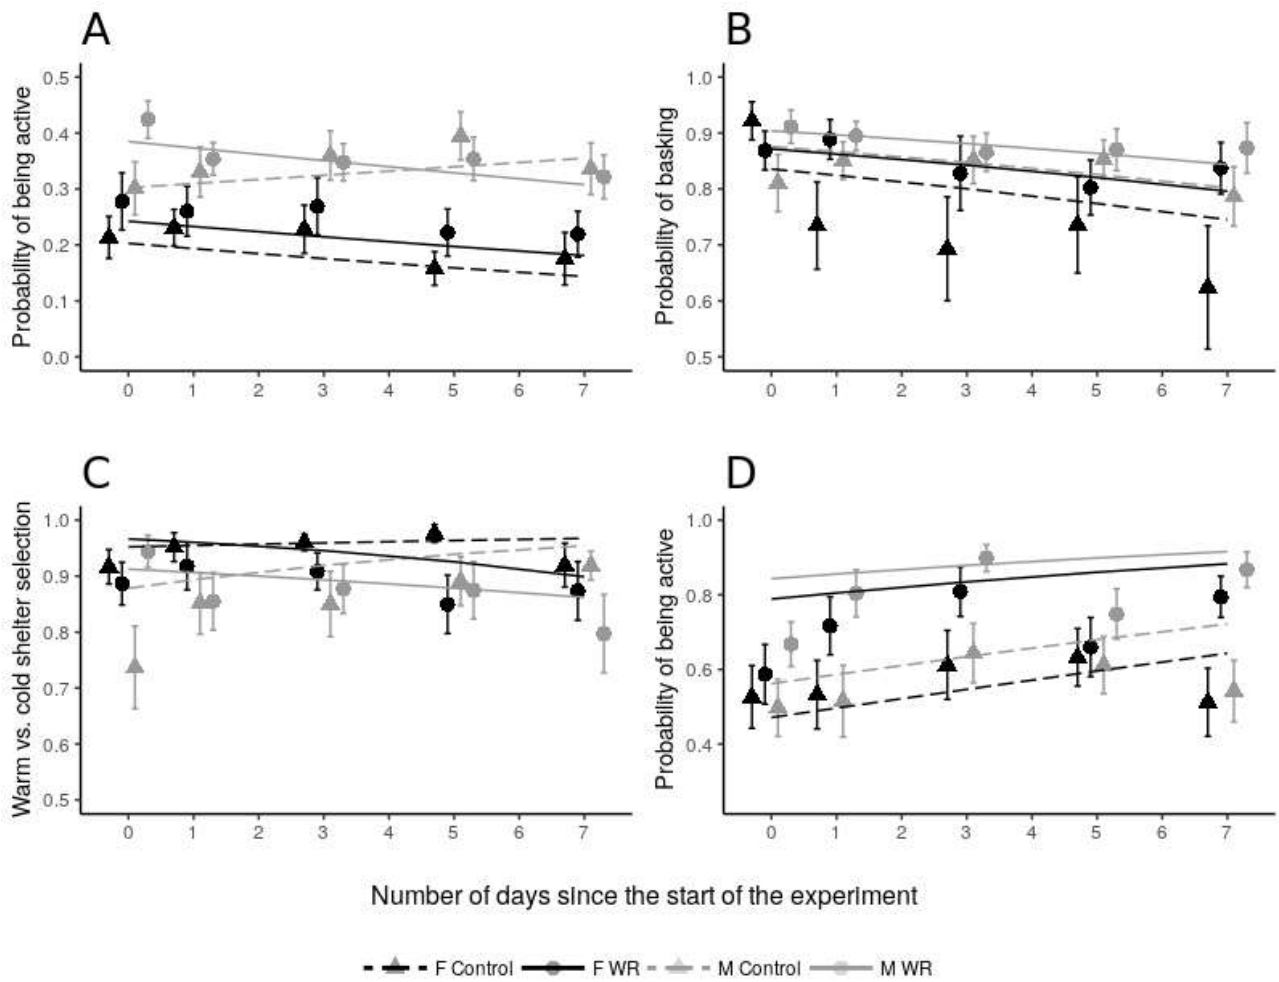 A
B
Probability of being active
0.5
0.4
0.3
0.2
0.1
0.0
0 1 2 3 4 5 6 7
Probability of basking
1.0
0.9
0.8
0.7
0.6
0.5
0 1 2 3 4 5 6 7
C
D
Warm vs. cold shelter selection
1.0
0.9
0.8
0.7
0.6
0.5
0 1 2 3 4 5 6 7
Probability of being active
1.0
0.8
0.6
0.4
0 1 2 3 4 5 6 7
Number of days since the start of the experiment
F Control F WR M Control M WR